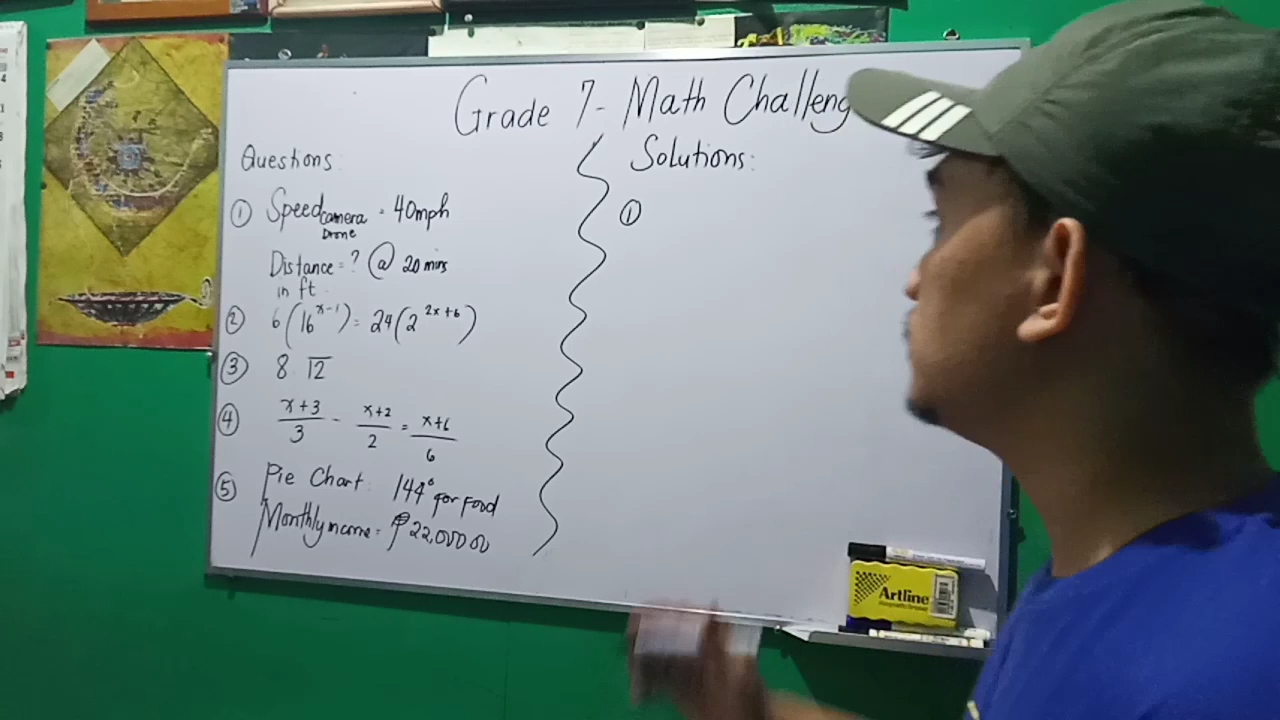 Grade 7- Math Challeng
Questions:
① Speed camera Drone = 40mph
Distance = ? @ 20 mins
in ft.
② 6(16^x-1) = 24(2^2x+6)
③ 8 12
④ x+3/3 - x+2/2 = x+6/6
⑤ Pie Chart: 144° for Food
Monthly income = ₱22,000.00
Solutions:
①
Artline